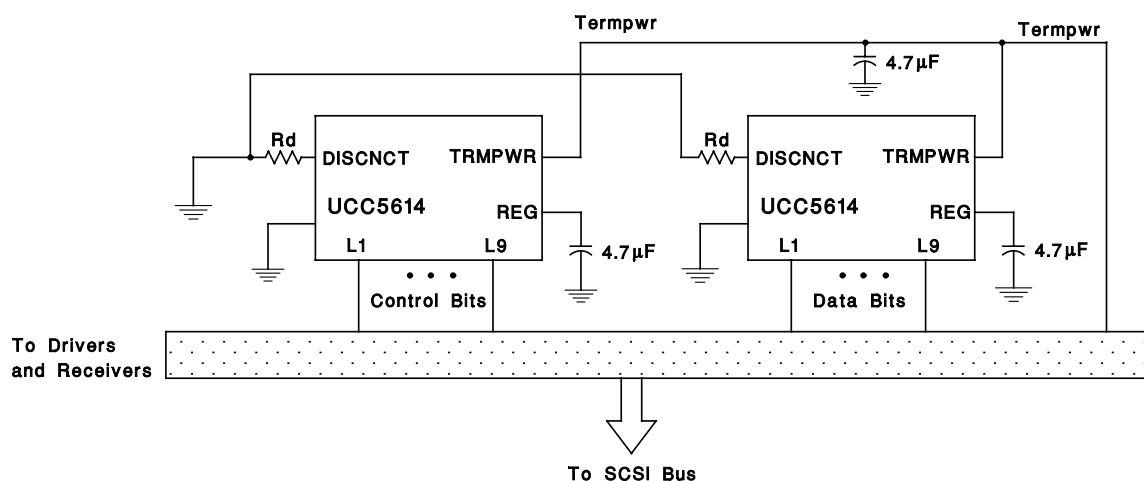 Termpwr
Termpwr
4.7µF
Rd
DISCNCT
TRMPWR
UCC5614
REG
L1
L9
4.7µF
Control Bits
Rd
DISCNCT
TRMPWR
UCC5614
REG
L1
L9
4.7µF
Data Bits
To Drivers
and Receivers
To SCSI Bus